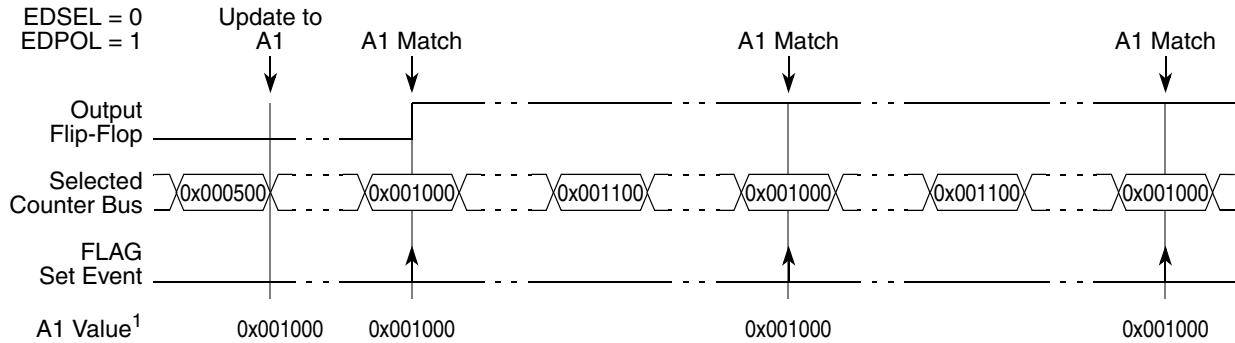 EDSEL = 0
EDPOL = 1
Update to
A1
A1 Match
A1 Match
A1 Match
Output
Flip-Flop
Selected
Counter Bus
0x000500
0x001000
0x001100
0x001000
0x001100
0x001000
FLAG
Set Event
A1 Value1
0x001000
0x001000
0x001000
0x001000